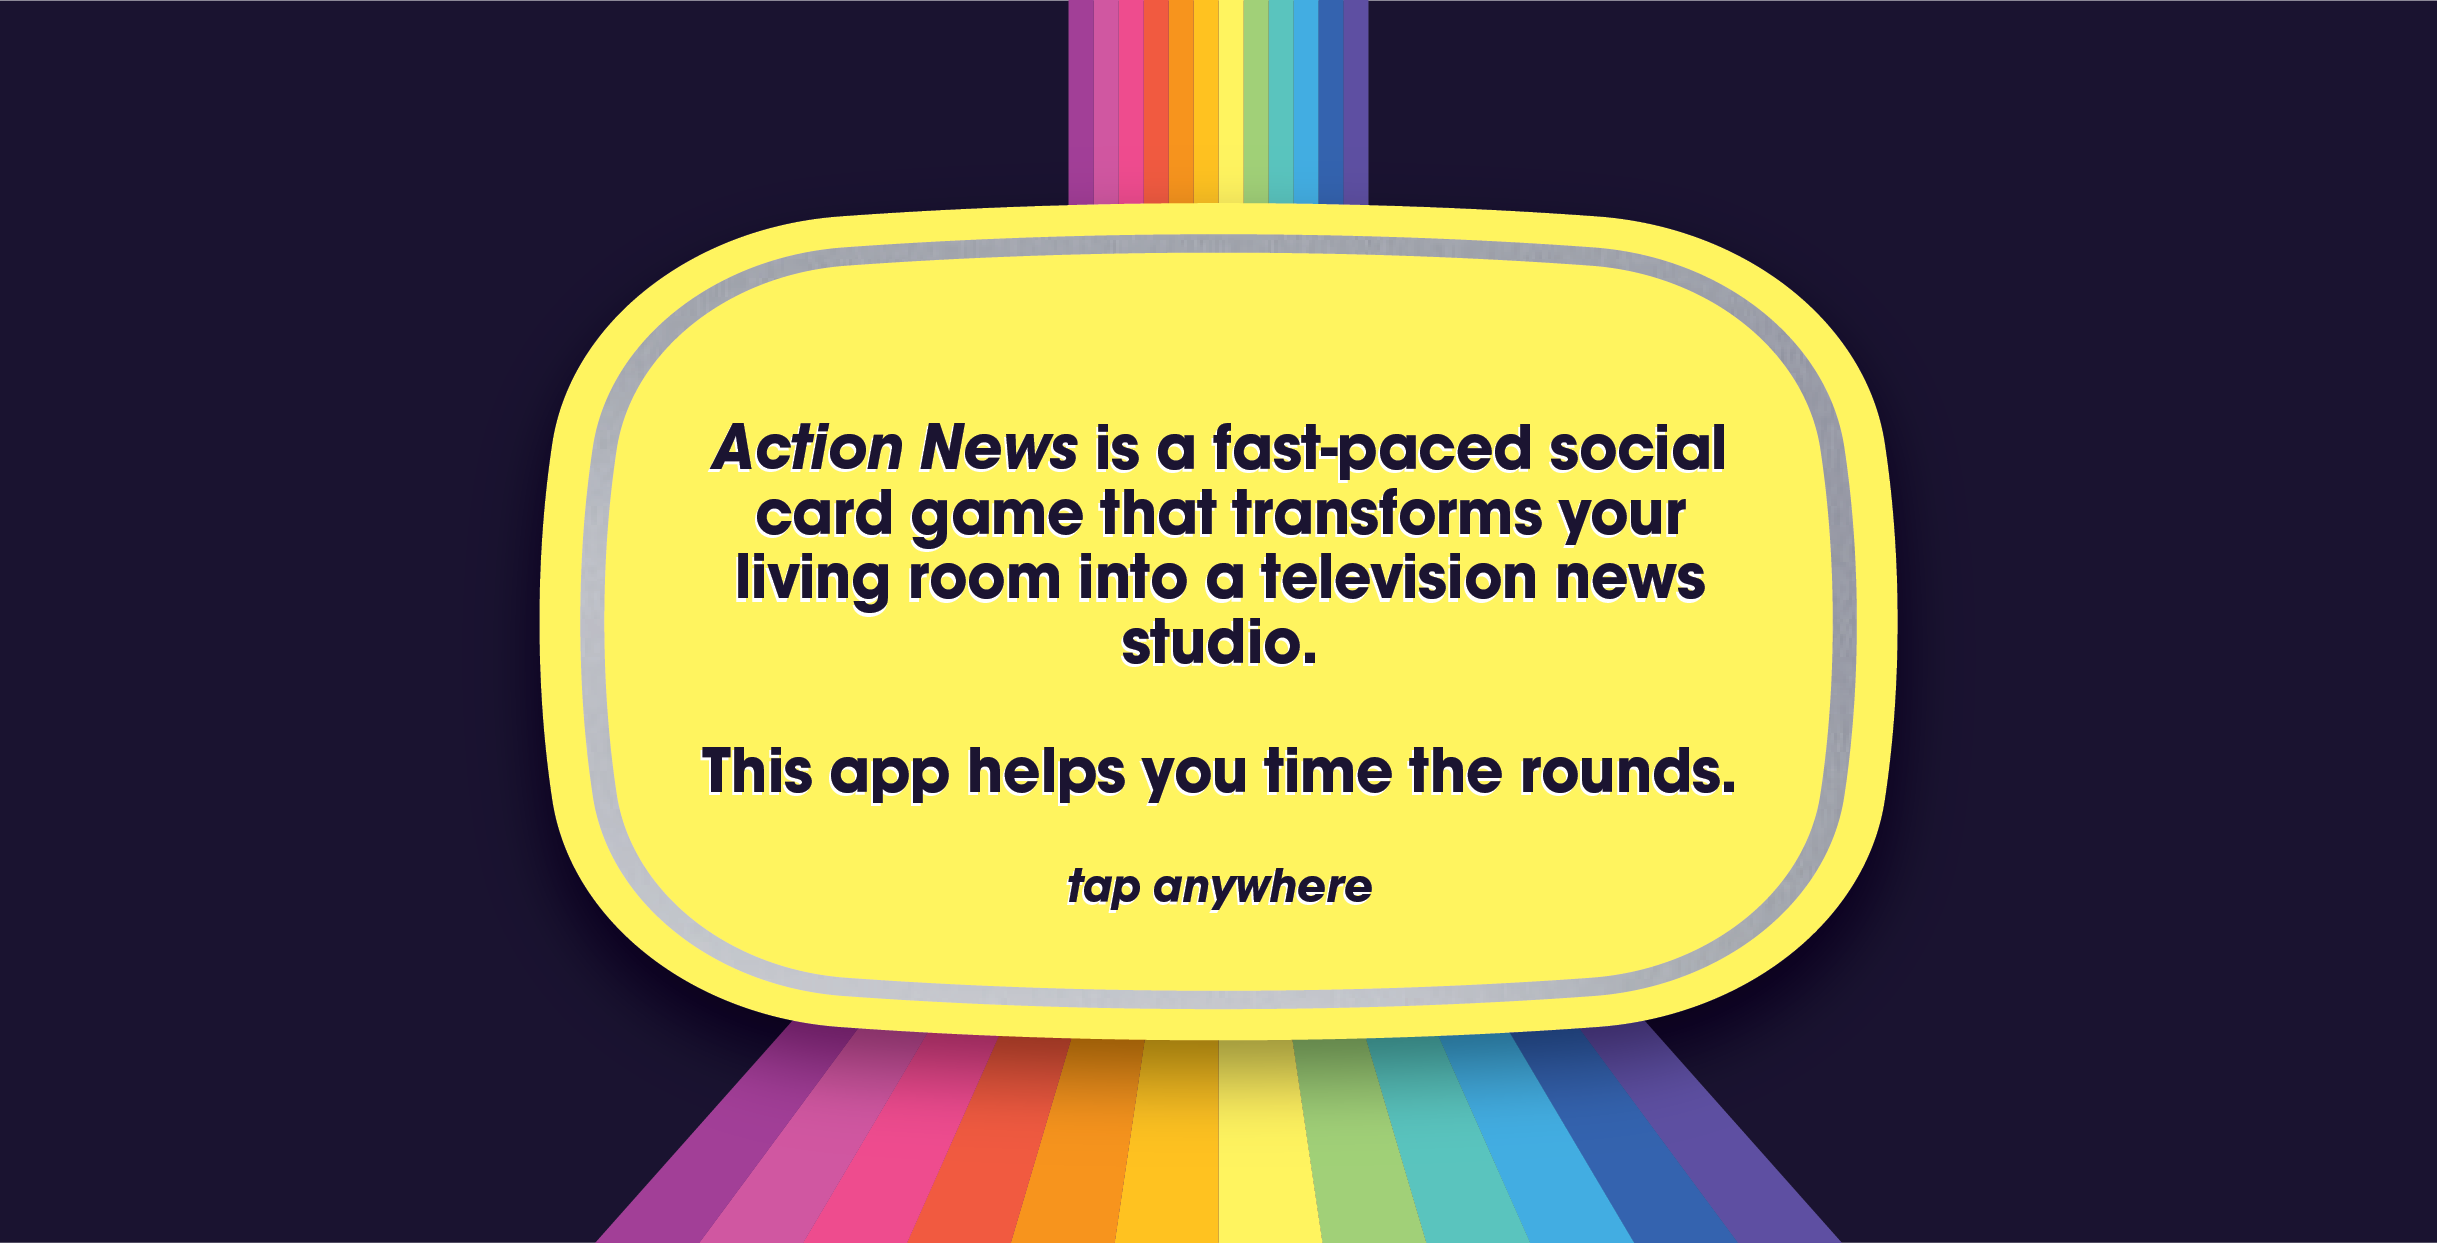 Action News is a fast-paced social
card game that transforms your
living room into a television news
studio.
This app helps you time the rounds.
tap anywhere